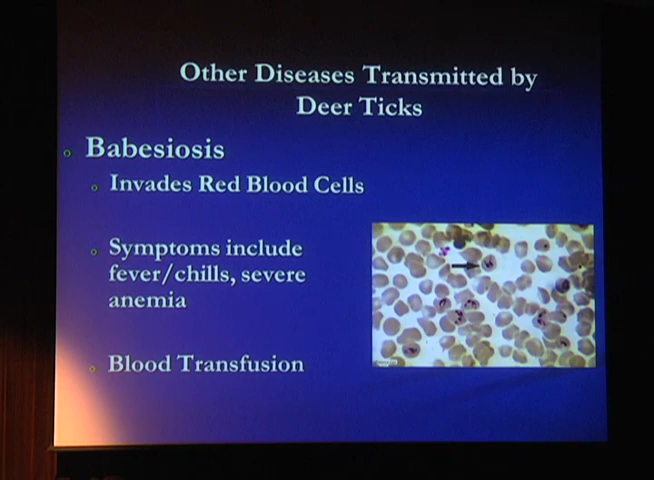 Other Diseases Transmitted by
Deer Ticks
Babesiosis
Invades Red Blood Cells
Symptoms include
fever/chills, severe
anemia
Blood Transfusion